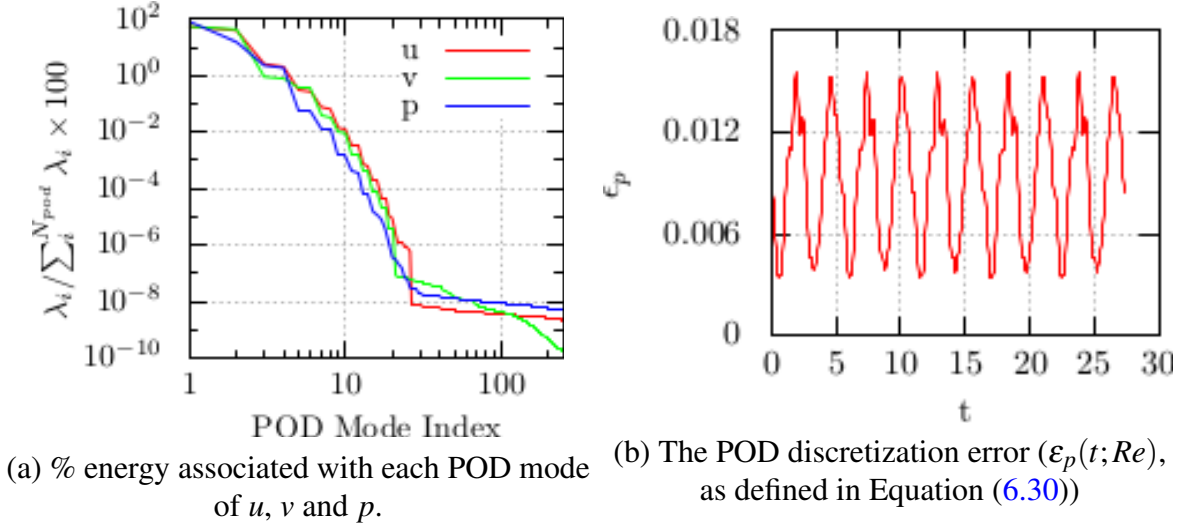 10^2
10^0
10^-2
10^-4
10^-6
10^-8
10^-10
λ_i / ∑_i^{N_pod} λ_i × 100
u
v
p
1
10
100
POD Mode Index
(a) % energy associated with each POD mode
of u, v and p.
0.018
0.012
0.006
0
ϵ_p
0 5 10 15 20 25 30
t
(b) The POD discretization error (ε_p(t;Re),
as defined in Equation (6.30))